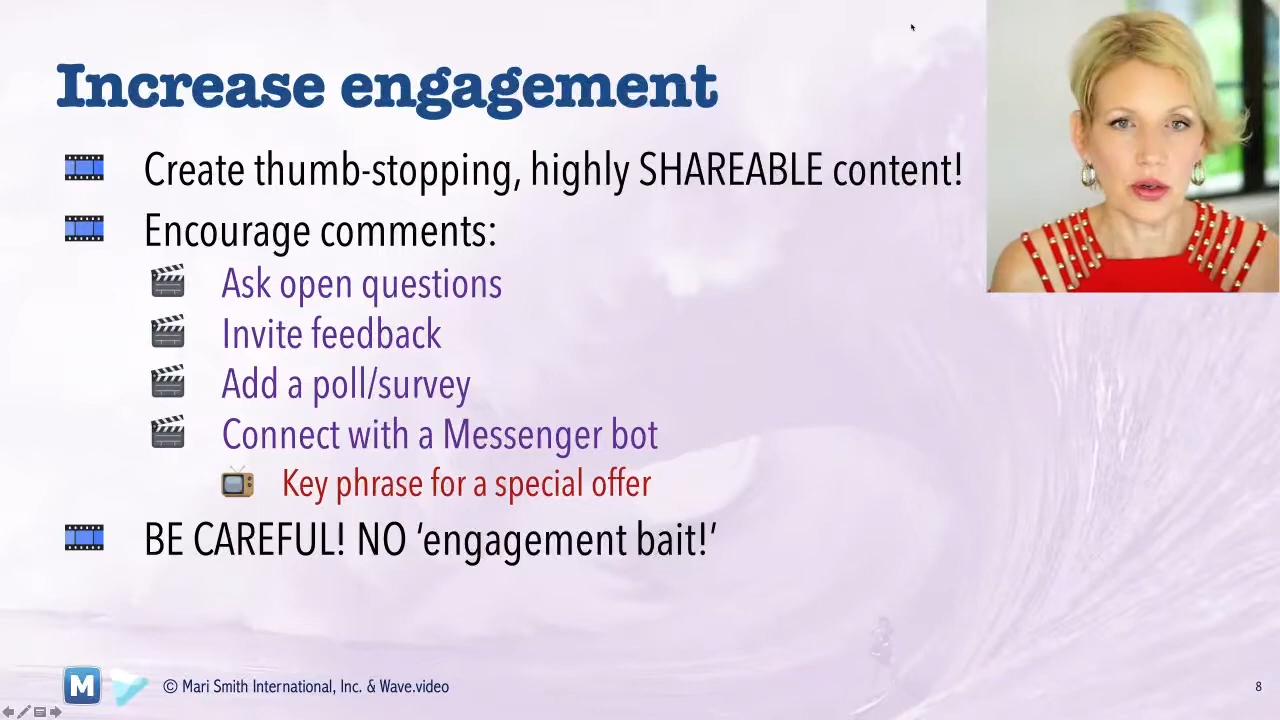 Increase engagement
Create thumb-stopping, highly SHAREABLE content!
Encourage comments:
Ask open questions
Invite feedback
Add a poll/survey
Connect with a Messenger bot
Key phrase for a special offer
BE CAREFUL! NO ‘engagement bait!’
M
© Mari Smith International, Inc. & Wave.video
8